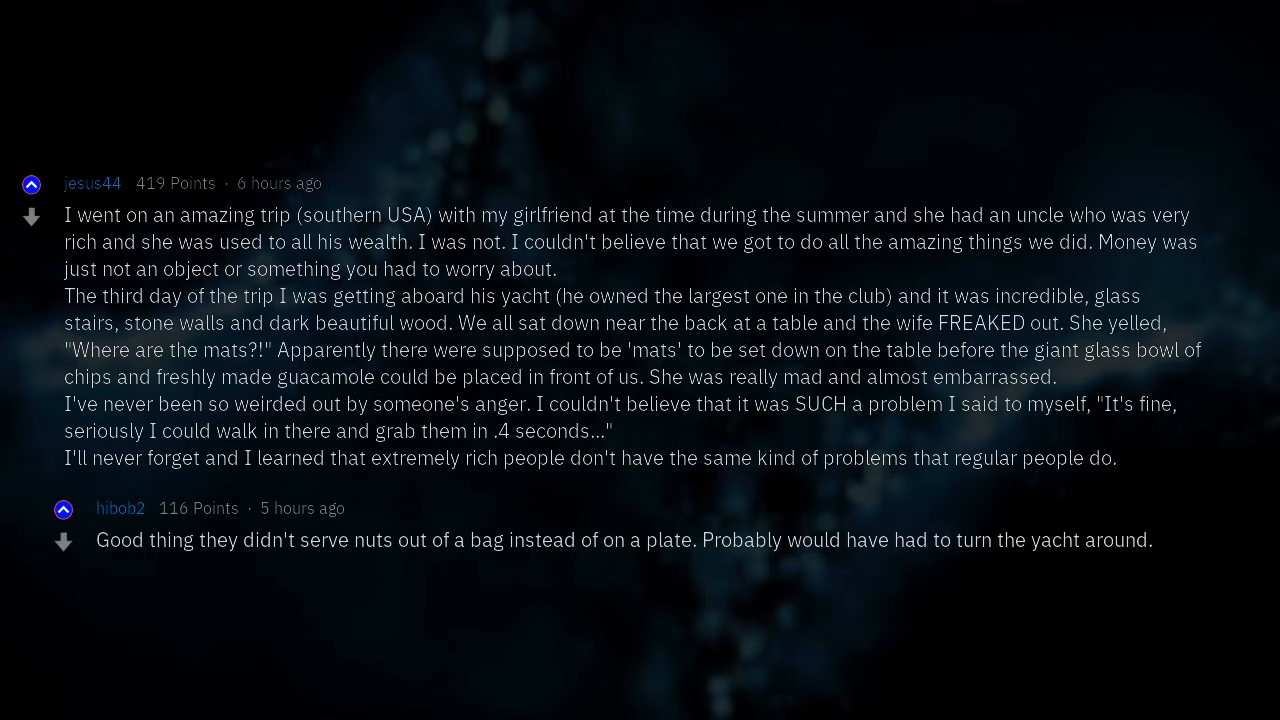 jesus44 419 Points · 6 hours ago
I went on an amazing trip (southern USA) with my girlfriend at the time during the summer and she had an uncle who was very
rich and she was used to all his wealth. I was not. I couldn't believe that we got to do all the amazing things we did. Money was
just not an object or something you had to worry about.
The third day of the trip I was getting aboard his yacht (he owned the largest one in the club) and it was incredible, glass
stairs, stone walls and dark beautiful wood. We all sat down near the back at a table and the wife FREAKED out. She yelled,
"Where are the mats?!" Apparently there were supposed to be 'mats' to be set down on the table before the giant glass bowl of
chips and freshly made guacamole could be placed in front of us. She was really mad and almost embarrassed.
I've never been so weirded out by someone's anger. I couldn't believe that it was SUCH a problem I said to myself, "It's fine,
seriously I could walk in there and grab them in .4 seconds..."
I'll never forget and I learned that extremely rich people don't have the same kind of problems that regular people do.
hibob2 116 Points · 5 hours ago
Good thing they didn't serve nuts out of a bag instead of on a plate. Probably would have had to turn the yacht around.